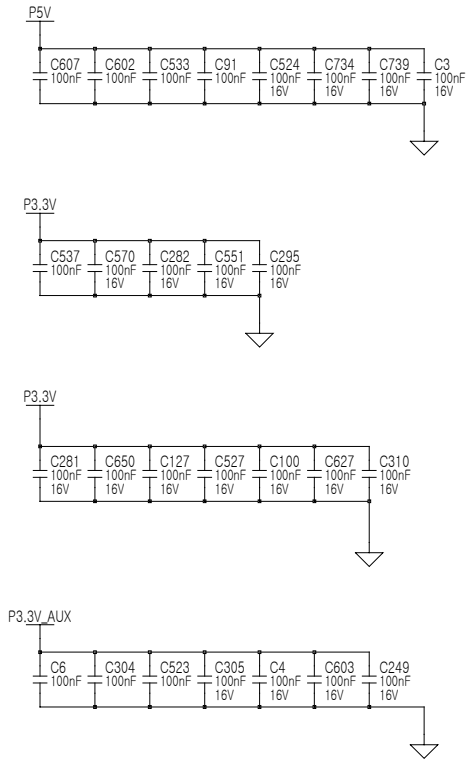 P5V
C607 C602 C533 C91 C524 C734 C739 C3
100nF 100nF 100nF 100nF 100nF 100nF 100nF 100nF
16V 16V 16V 16V
P3.3V
C537 C570 C282 C551 C295
100nF 100nF 100nF 100nF 100nF
16V 16V 16V 16V
P3.3V
C281 C650 C127 C527 C100 C627 C310
100nF 100nF 100nF 100nF 100nF 100nF 100nF
16V 16V 16V 16V 16V 16V 16V
P3.3V_AUX
C6 C304 C523 C305 C4 C603 C249
100nF 100nF 100nF 100nF 100nF 100nF 100nF
16V 16V 16V 16V